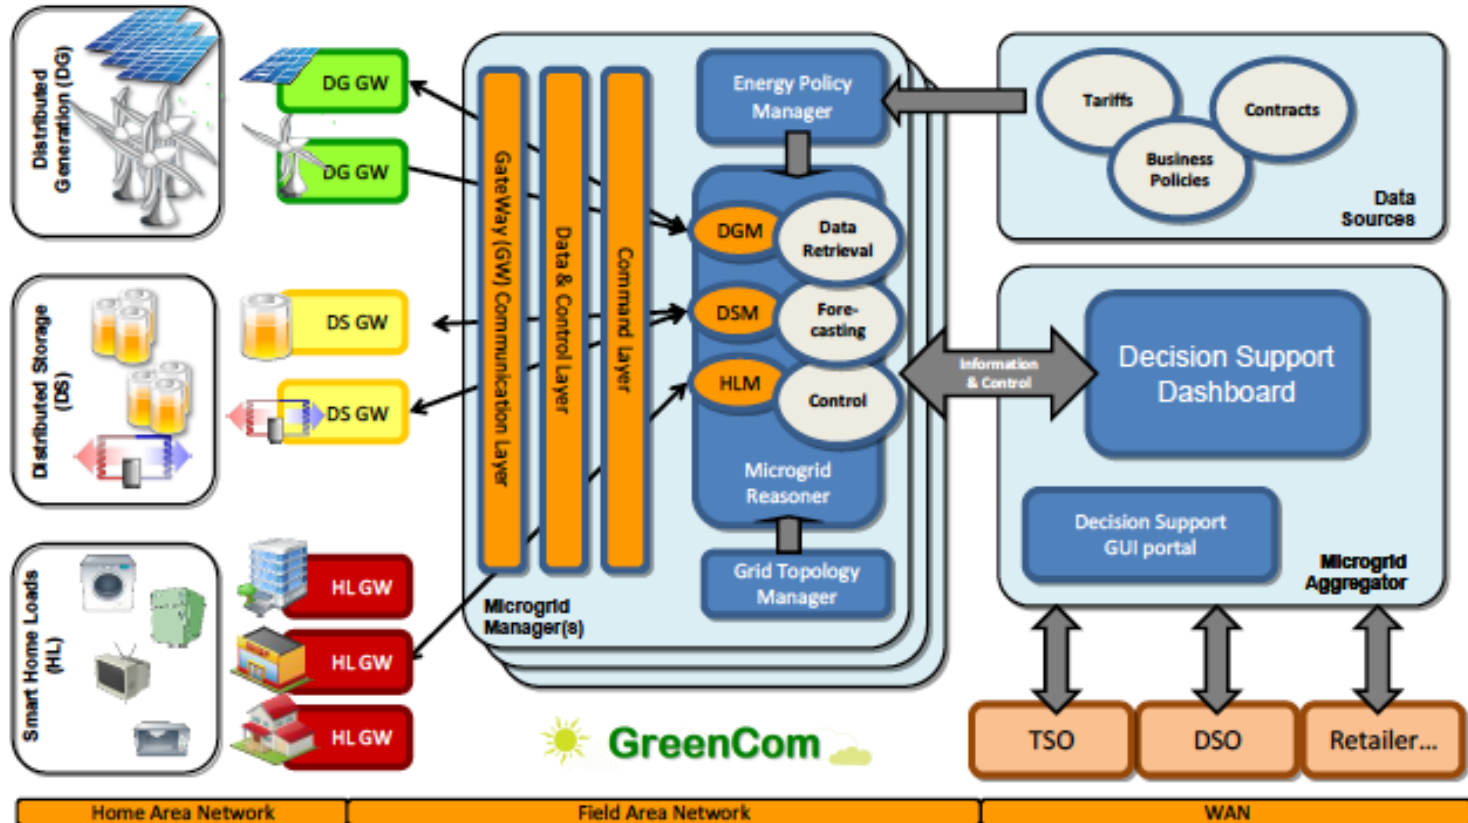 Distributed
Generation (DG)
DG GW
DG GW
Distributed Storage
(DS)
DS GW
DS GW
Smart Home Loads
(HL)
HL GW
HL GW
HL GW
GateWay (GW) Communication Layer
Data & Control Layer
Command Layer
Energy Policy
Manager
DGM
Data
Retrieval
DSM
Fore-
casting
HLM
Control
Microgrid
Reasoner
Grid Topology
Manager
Microgrid
Manager(s)
Tariffs
Contracts
Business
Policies
Data
Sources
Information
& Control
Decision Support
Dashboard
Decision Support
GUI portal
Microgrid
Aggregator
TSO
DSO
Retailer...
GreenCom
Home Area Network
Field Area Network
WAN